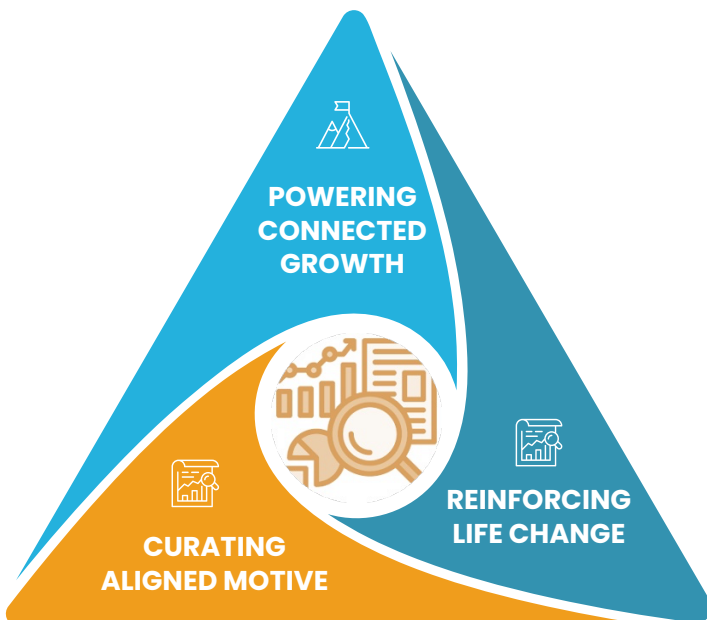 POWERING
CONNECTED
GROWTH
REINFORCING
LIFE CHANGE
CURATING
ALIGNED MOTIVE